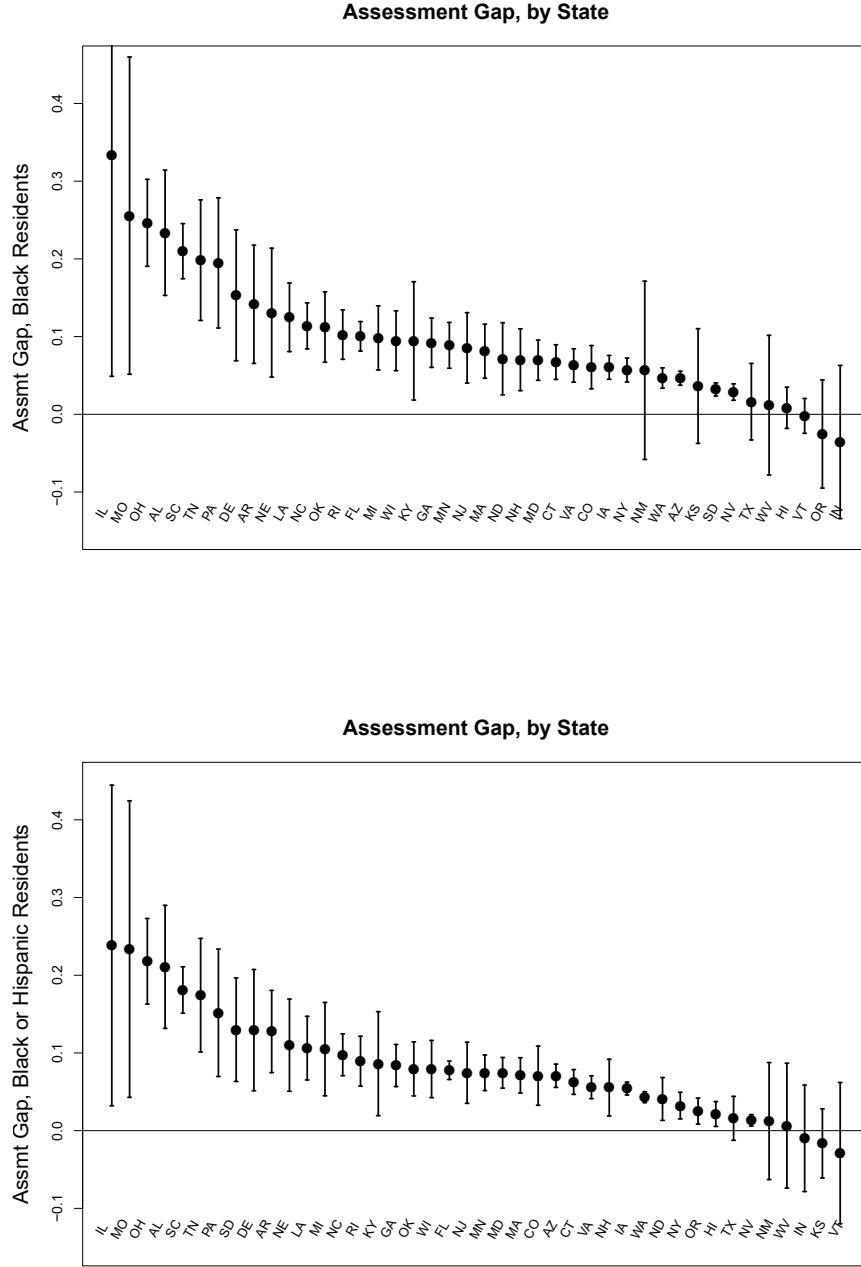 Assessment Gap, by State
Assmt Gap, Black Residents
0.4
0.3
0.2
0.1
0.0
−0.1
IL MO OH AL SC TN PA DE AR NE LA NC OK RI FL MI WI KY GA MN NJ MA ND NH MD CT VA CO IA NY NM WA AZ KS SD NV TX WV HI VT OR IN
Assessment Gap, by State
Assmt Gap, Black or Hispanic Residents
0.4
0.3
0.2
0.1
0.0
−0.1
IL MO OH AL SC TN PA SD DE AR NE LA MI NC RI KY GA OK WI FL NJ MN MD MA CO AZ CT VA NH IA WA ND NY OR HI TX NV NM WV IN KS VT